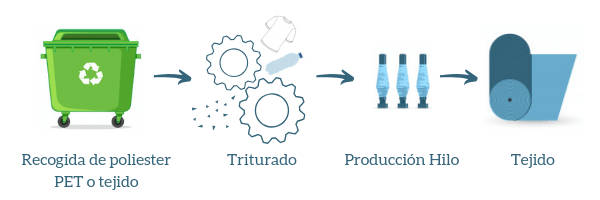 Recogida de poliester
PET o tejido
Triturado
Producción Hilo
Tejido